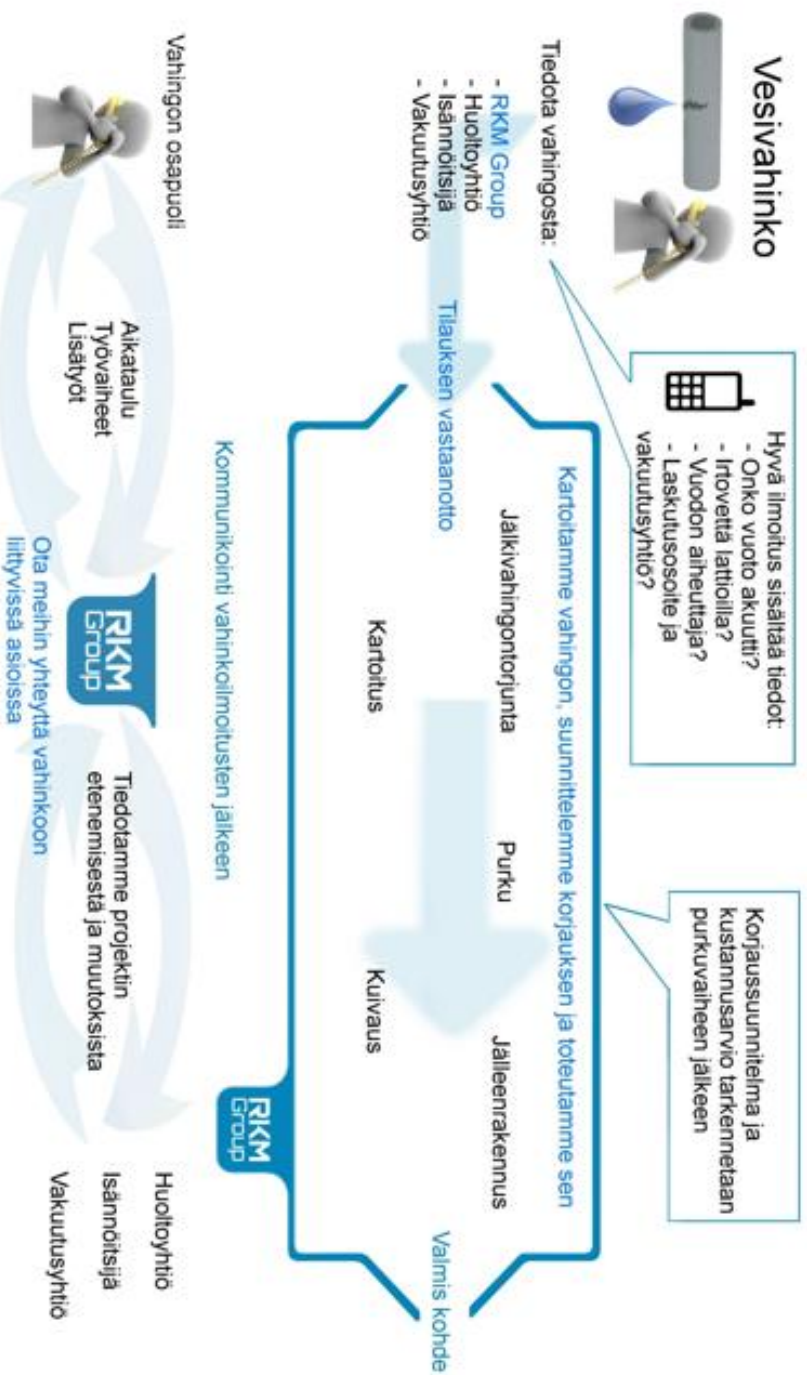 Vesivahinko
Tiedota vahingosta:
- RKM Group
- Huoltoyhtiö
- Isännöitsijä
- Vakuutusyhtiö
Hyvä ilmoitus sisältää tiedot:
- Onko vuoto akuutti?
- Irtovettä lattioilla?
- Vuodon aiheuttaja?
- Laskutusosoite ja
vakuutusyhtiö?
Korjaussuunnitelma ja
kustannusarvio tarkennetaan
purkuvaiheen jälkeen
Tilauksen vastaanotto
Kartoitamme vahingon, suunnittelemme korjauksen ja toteutamme sen
Jälkivahingontorjunta
Purku
Jälleenrakennus
Kartoitus
Kuivaus
Valmis kohde
RKM
Group
Kommunikointi vahinkoilmoitusten jälkeen
Vahingon osapuoli
Aikataulu
Työvaiheet
Lisätyöt
RKM
Group
Ota meihin yhteyttä vahinkoon
liittyvissä asioissa
Tiedotamme projektin
etenemisestä ja muutoksista
Huoltoyhtiö
Isännöitsijä
Vakuutusyhtiö